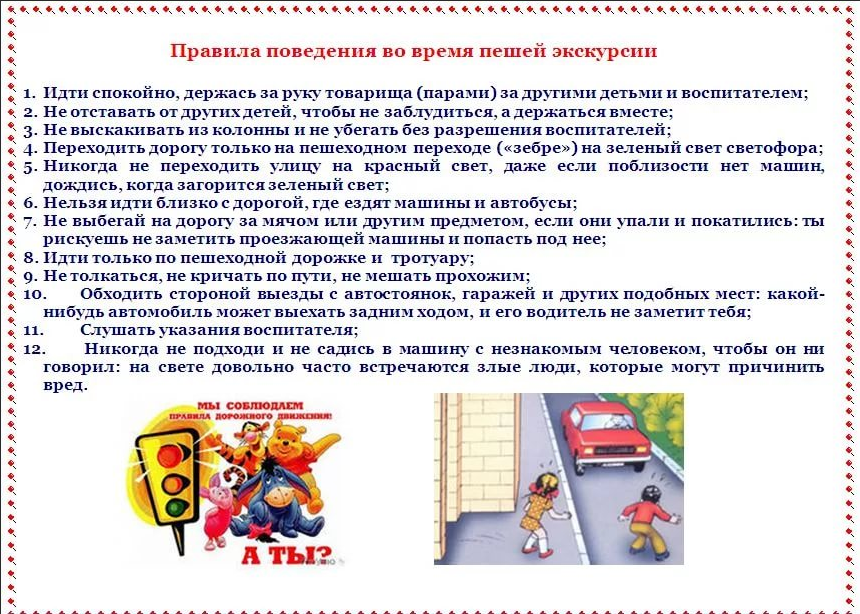 Правила поведения во время пешей экскурсии
1. Идти спокойно, держась за руку товарища (парами) за другими детьми и воспитателем;
2. Не отставать от других детей, чтобы не заблудиться, а держаться вместе;
3. Не выскакивать из колонны и не убегать без разрешения воспитателей;
4. Переходить дорогу только на пешеходном переходе («зебре») на зеленый свет светофора;
5. Никогда не переходить улицу на красный свет, даже если поблизости нет машин,
дождись, когда загорится зеленый свет;
6. Нельзя идти близко с дорогой, где ездят машины и автобусы;
7. Не выбегай на дорогу за мячом или другим предметом, если они упали и покатились: ты
рискуешь не заметить проезжающей машины и попасть под нее;
8. Идти только по пешеходной дорожке и тротуару;
9. Не толкаться, не кричать по пути, не мешать прохожим;
10. Обходить стороной выезды с автостоянок, гаражей и других подобных мест: какой-
нибудь автомобиль может выехать задним ходом, и его водитель не заметит тебя;
11. Слушать указания воспитателя;
12. Никогда не подходи и не садись в машину с незнакомым человеком, чтобы он ни
говорил: на свете довольно часто встречаются злые люди, которые могут причинить
вред.
МЫ СОБЛЮДАЕМ
ПРАВИЛА ДОРОЖНОГО ДВИЖЕНИЯ!
А ТЫ?